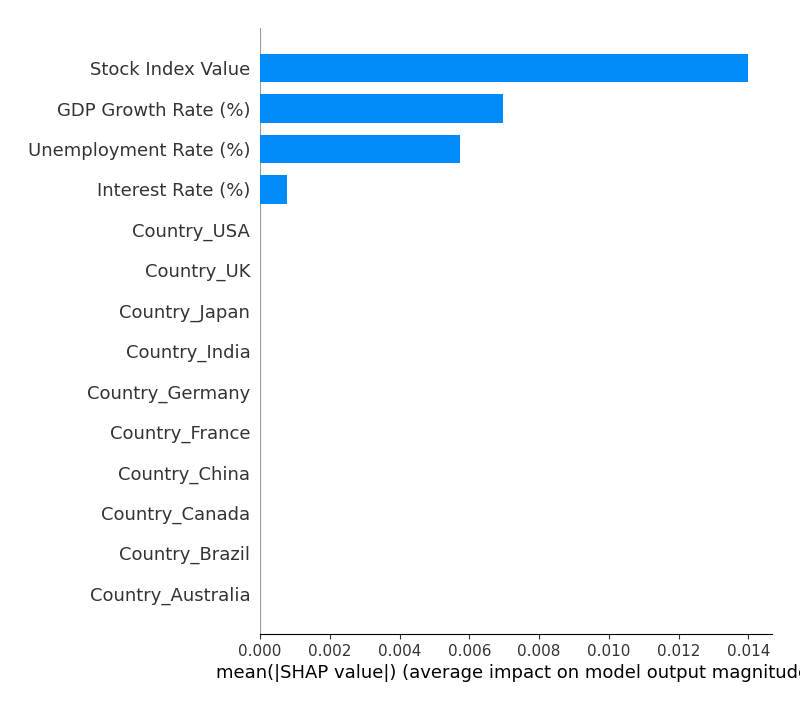 Stock Index Value
GDP Growth Rate (%)
Unemployment Rate (%)
Interest Rate (%)
Country_USA
Country_UK
Country_Japan
Country_India
Country_Germany
Country_France
Country_China
Country_Canada
Country_Brazil
Country_Australia
0.000 0.002 0.004 0.006 0.008 0.010 0.012 0.014
mean(|SHAP value|) (average impact on model output magnitude